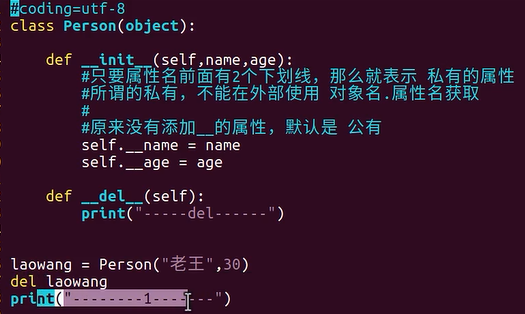 #coding=utf-8
class Person(object):
    def __init__(self,name,age):
        #只要属性名前面有2个下划线，那么就表示 私有的属性
        #所谓的私有，不能在外部使用 对象名.属性名获取
        #
        #原来没有添加__的属性，默认是 公有
        self.__name = name
        self.__age = age
    def __del__(self):
        print("-----del------")
laowang = Person("老王",30)
del laowang
print("--------1-------")